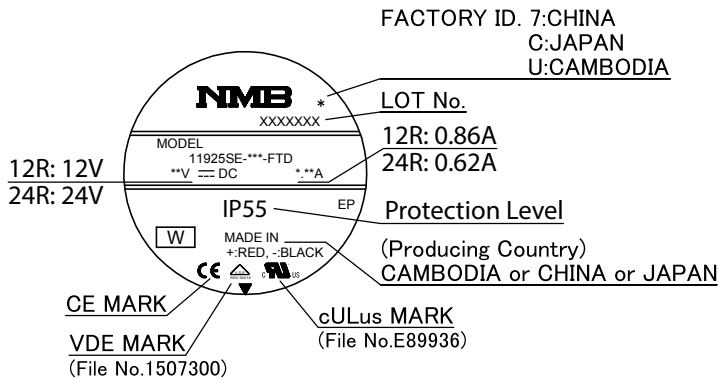 FACTORY ID. 7:CHINA
C:JAPAN
U:CAMBODIA
NMB
*
LOT No.
XXXXXXX
12R: 0.86A
24R: 0.62A
MODEL
11925SE-***-FTD
**V ⎓ DC *.**A
12R: 12V
24R: 24V
IP55
EP
Protection Level
W
MADE IN
+:RED, -:BLACK
(Producing Country)
CAMBODIA or CHINA or JAPAN
CE
c UR US
CE MARK
cULus MARK
(File No.E89936)
VDE MARK
(File No.1507300)